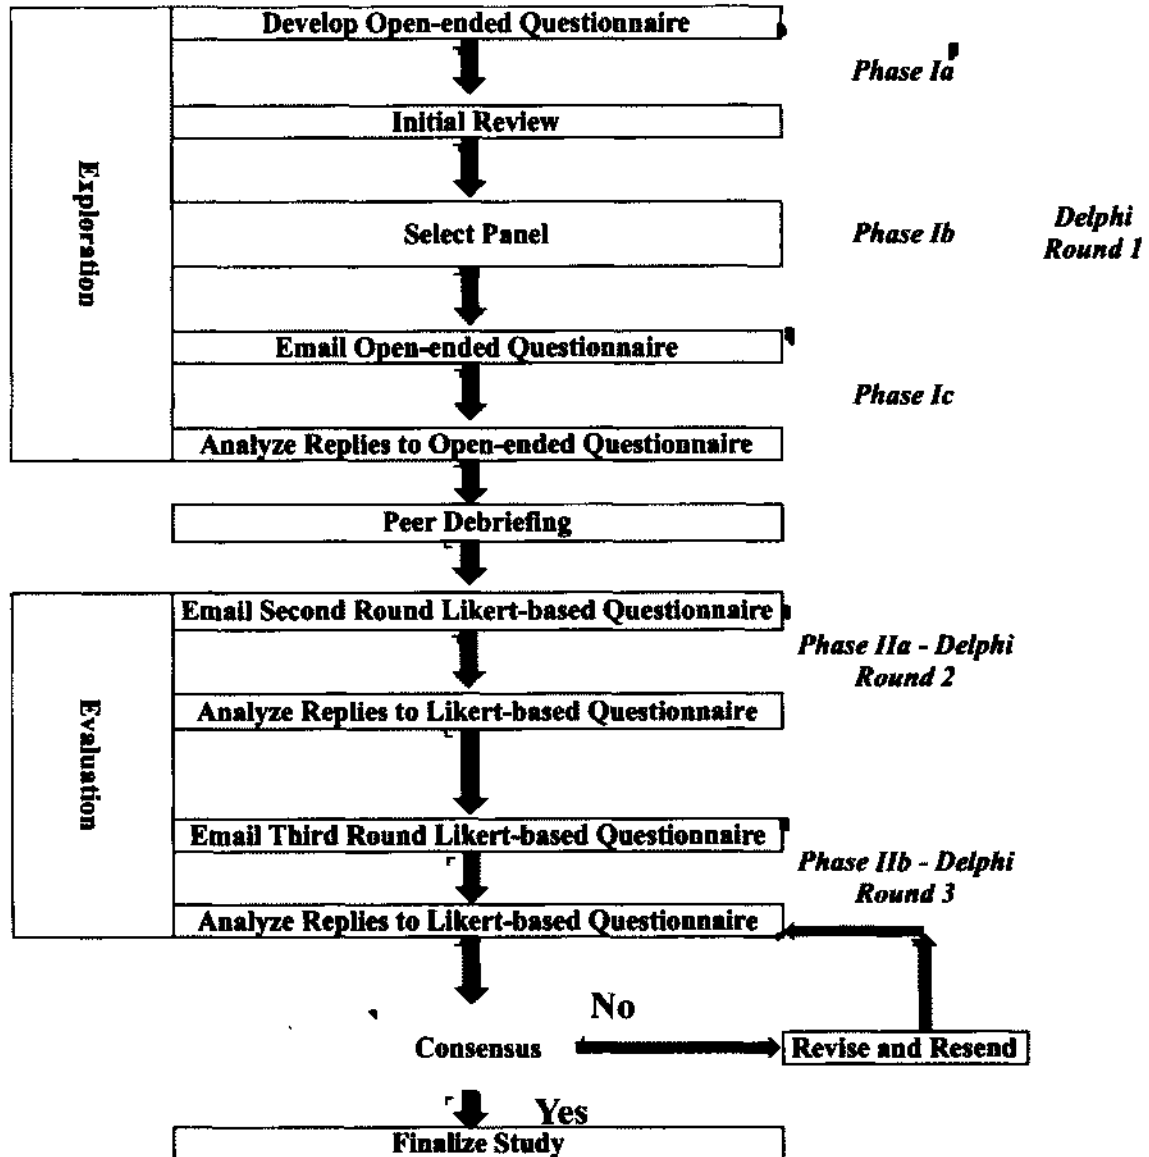 Develop Open-ended Questionnaire
Phase Ia
Initial Review
Exploration
Select Panel
Phase Ib
Delphi
Round 1
Email Open-ended Questionnaire
Phase Ic
Analyze Replies to Open-ended Questionnaire
Peer Debriefing
Email Second Round Likert-based Questionnaire
Phase IIa - Delphi
Round 2
Analyze Replies to Likert-based Questionnaire
Evaluation
Email Third Round Likert-based Questionnaire
Phase IIb - Delphi
Round 3
Analyze Replies to Likert-based Questionnaire
No
Consensus
Revise and Resend
Yes
Finalize Study